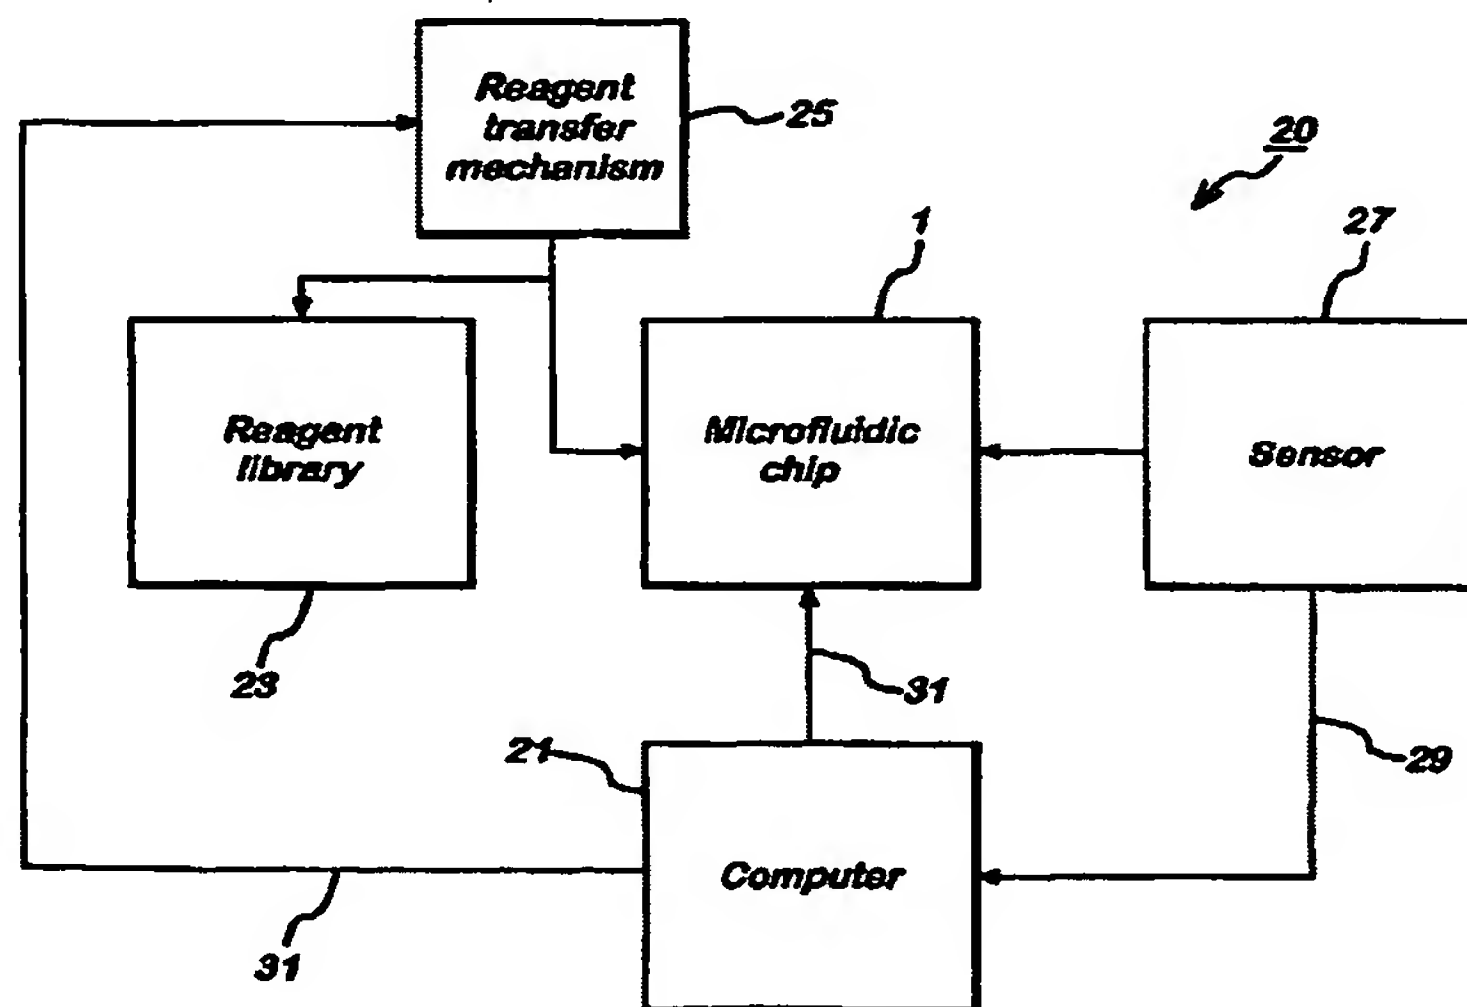 Reagent
transfer
mechanism
25
20
1
27
Reagent
library
Microfluidic
chip
Sensor
23
31
21
29
Computer
31